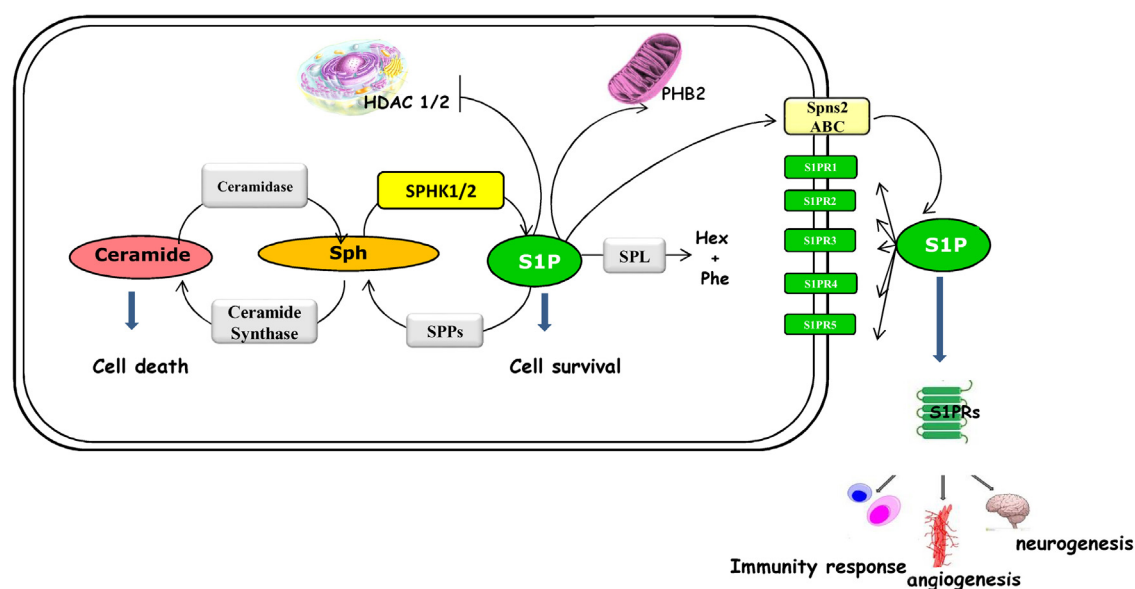 HDAC 1/2
PHB2
Spns2
ABC
S1PR1
S1PR2
S1PR3
S1PR4
S1PR5
Ceramidase
SPHK1/2
Ceramide
Sph
S1P
SPL
Hex
+
Phe
S1P
Ceramide
Synthase
SPPs
Cell death
Cell survival
S1PRs
Immunity response
angiogenesis
neurogenesis